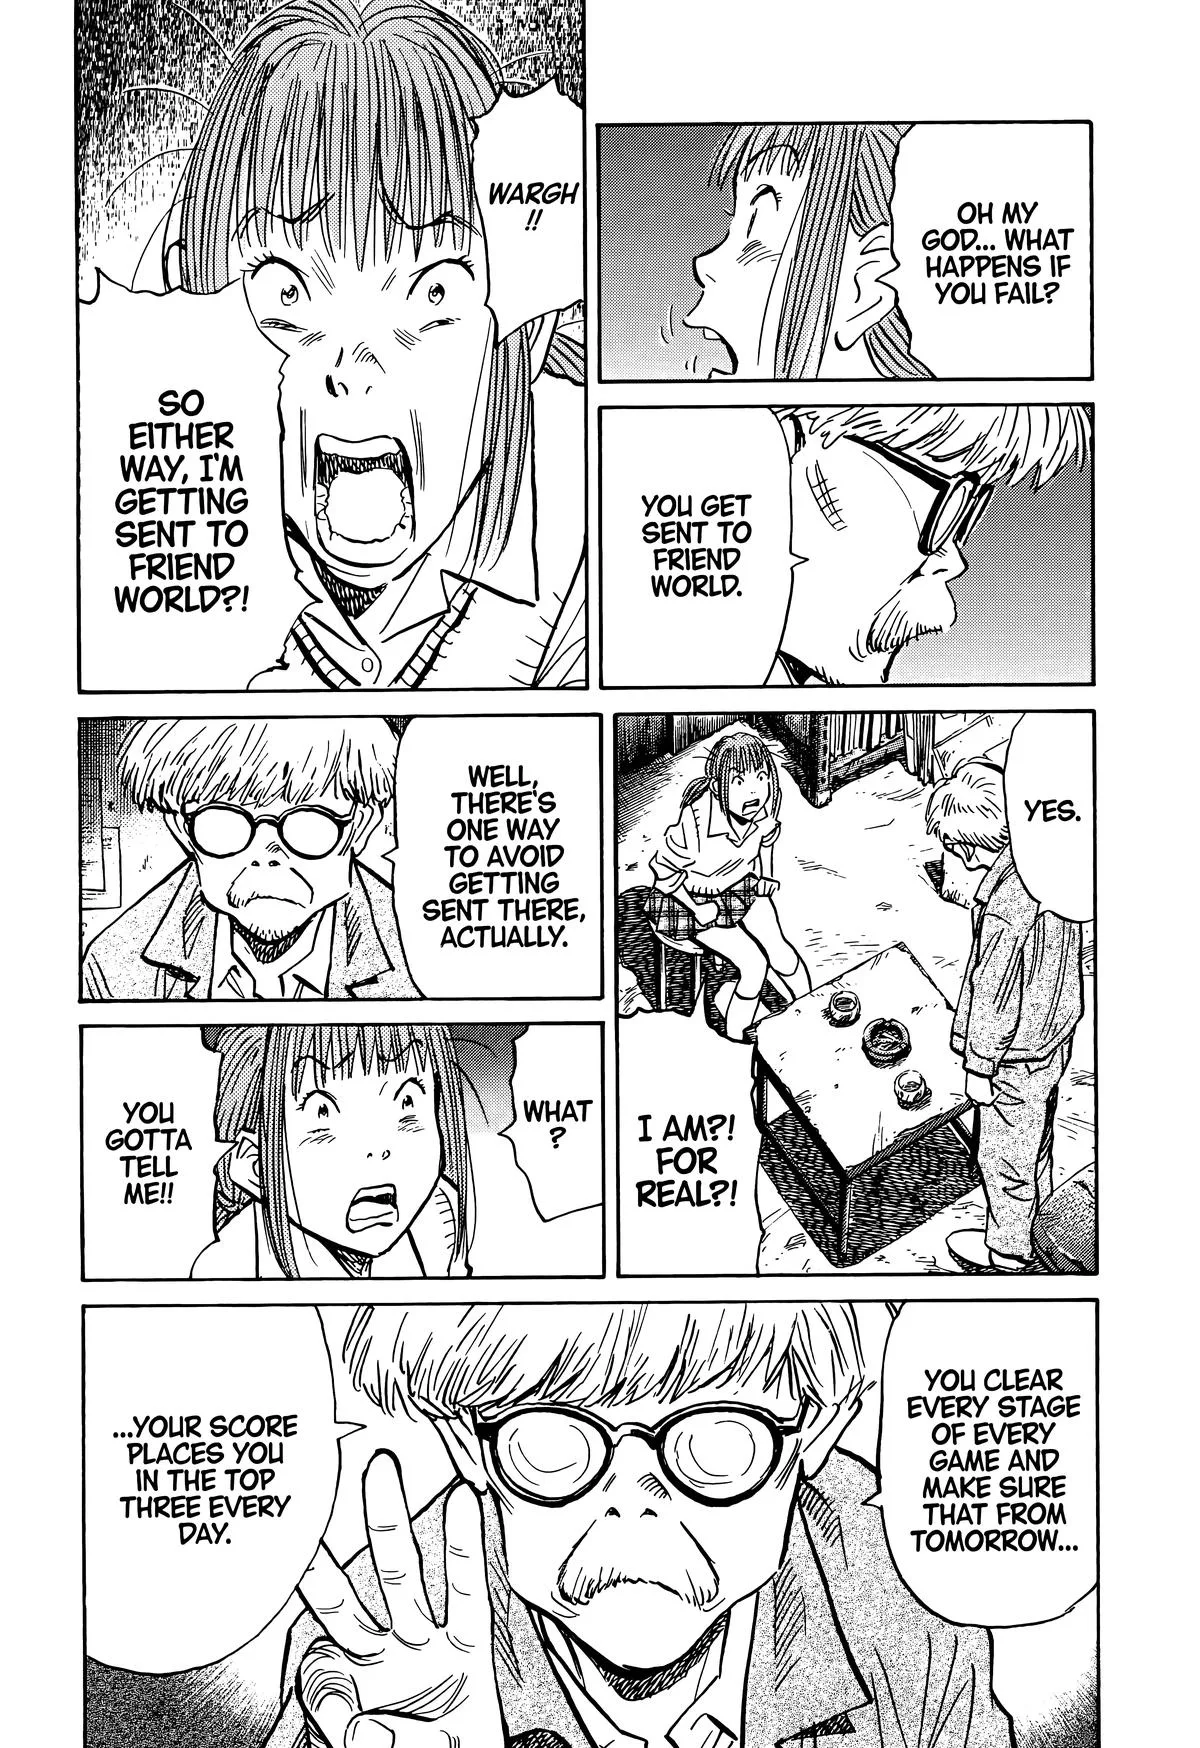 OH MY
GOD... WHAT
HAPPENS IF
YOU FAIL?
YOU GET
SENT TO
FRIEND
WORLD.
WARGH
!!
SO
EITHER
WAY, I'M
GETTING
SENT TO
FRIEND
WORLD?!
YES.
I AM?!
FOR
REAL?!
WELL,
THERE'S
ONE WAY
TO AVOID
GETTING
SENT THERE,
ACTUALLY.
WHAT
?
YOU
GOTTA
TELL
ME!!
YOU CLEAR
EVERY STAGE
OF EVERY
GAME AND
MAKE SURE
THAT FROM
TOMORROW...
...YOUR SCORE
PLACES YOU
IN THE TOP
THREE EVERY
DAY.